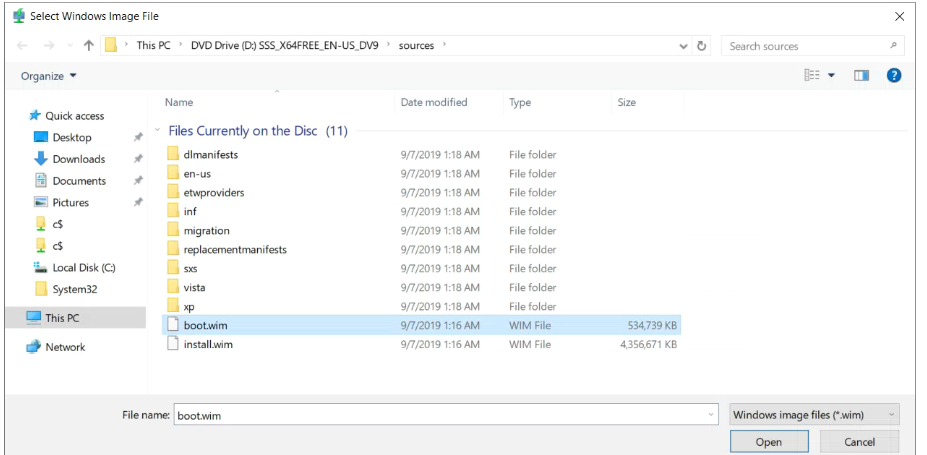 Select Windows Image File
This PC > DVD Drive (D:) SSS_X64FREE_EN-US_DV9 > sources >
Search sources
Organize
Name Date modified Type Size
Quick access
Desktop
Downloads
Documents
Pictures
c$
c$
Local Disk (C:)
System32
This PC
Network
Files Currently on the Disc (11)
dlmanifests 9/7/2019 1:18 AM File folder
en-us 9/7/2019 1:18 AM File folder
etwproviders 9/7/2019 1:18 AM File folder
inf 9/7/2019 1:18 AM File folder
migration 9/7/2019 1:18 AM File folder
replacementmanifests 9/7/2019 1:18 AM File folder
sxs 9/7/2019 1:18 AM File folder
vista 9/7/2019 1:18 AM File folder
xp 9/7/2019 1:18 AM File folder
boot.wim 9/7/2019 1:16 AM WIM File 534,739 KB
install.wim 9/7/2019 1:16 AM WIM File 4,356,671 KB
File name: boot.wim Windows image files (*.wim)
Open Cancel